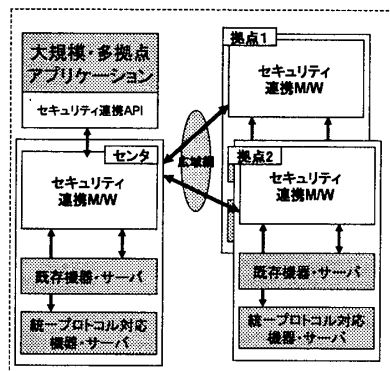 大規模・多拠点
アプリケーション
セキュリティ連携API
センタ
セキュリティ
連携M/W
既存機器・サーバ
統一プロトコル対応
機器・サーバ
広域網
拠点1
セキュリティ
連携M/W
拠点2
セキュリティ
連携M/W
既存機器・サーバ
統一プロトコル対応
機器・サーバ